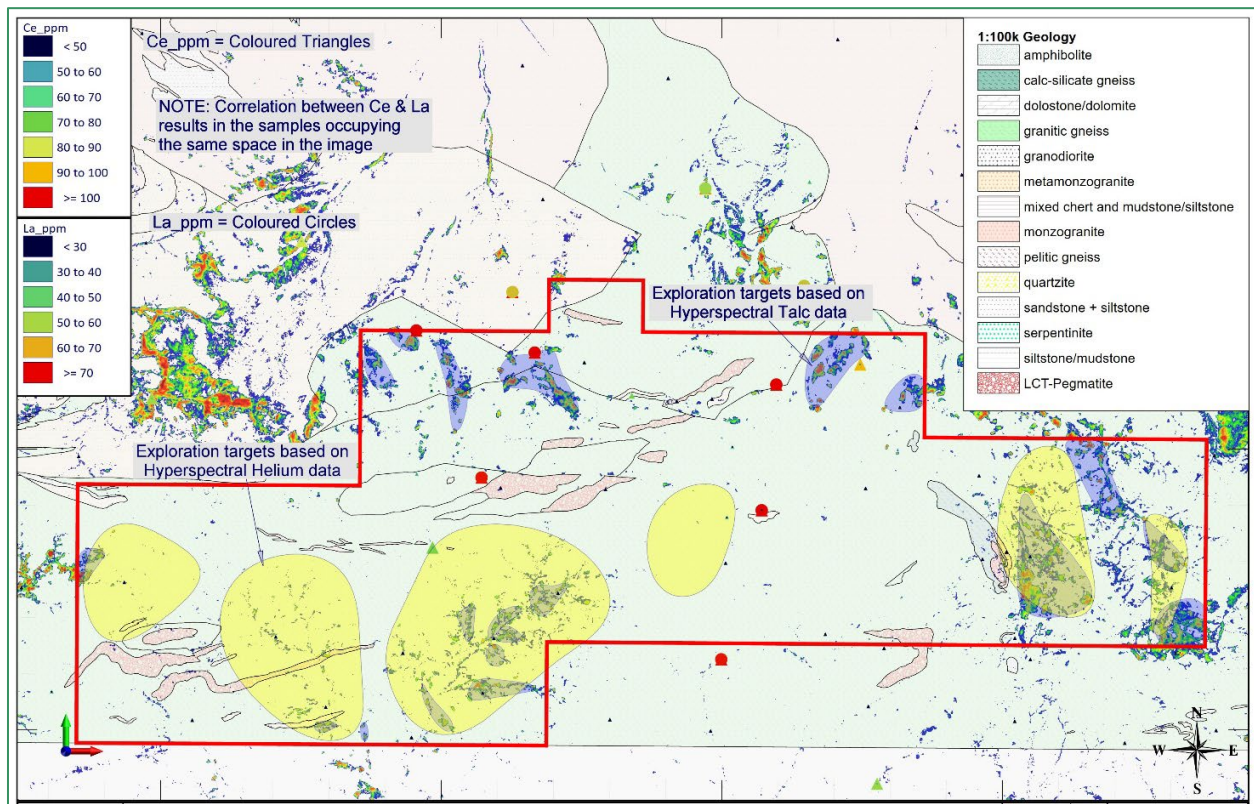 Ce_ppm
< 50
50 to 60
60 to 70
70 to 80
80 to 90
90 to 100
>= 100
La_ppm
< 30
30 to 40
40 to 50
50 to 60
60 to 70
>= 70
Ce_ppm = Coloured Triangles
NOTE: Correlation between Ce & La
results in the samples occupying
the same space in the image
La_ppm = Coloured Circles
Exploration targets based on
Hyperspectral Talc data
Exploration targets based on
Hyperspectral Helium data
1:100k Geology
amphibolite
calc-silicate gneiss
dolostone/dolomite
granitic gneiss
granodiorite
metamonzogranite
mixed chert and mudstone/siltstone
monzogranite
pelitic gneiss
quartzite
sandstone + siltstone
serpentinite
siltstone/mudstone
LCT-Pegmatite
N
W E
S